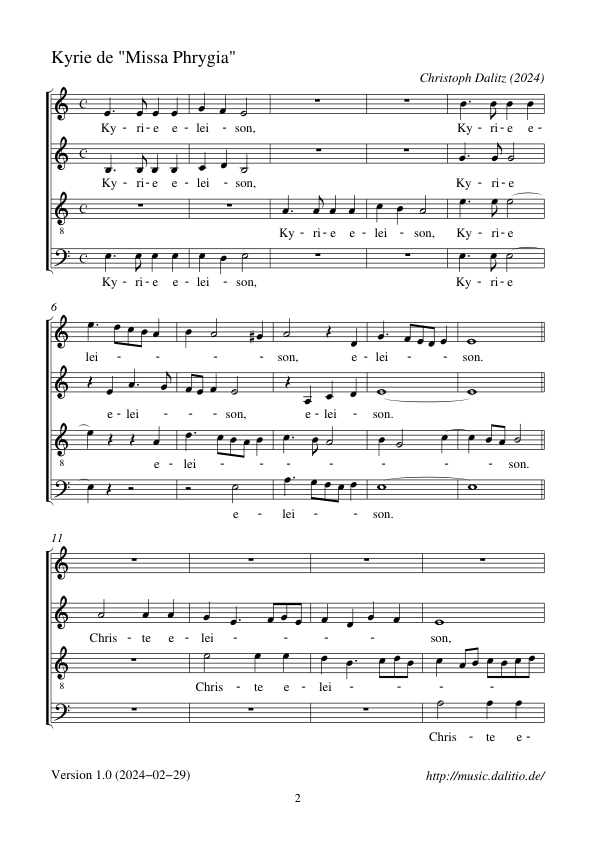 Kyrie de "Missa Phrygia"
Christoph Dalitz (2024)
Ky - ri - e e - lei - son, Ky - ri - e e -
Ky - ri - e e - lei - son, Ky - ri - e
8
Ky - ri - e e - lei - son, Ky - ri - e
Ky - ri - e e - lei - son, Ky - ri - e
6
lei - - - - - - son, e - lei - - son.
e - lei - - - son, e - lei - son.
8
e - lei - - - - - - - - - - son.
e - lei - - son.
11
Chris - te e - lei - - - - - - son,
8
Chris - te e - lei - - - - - -
Chris - te e -
Version 1.0 (2024−02−29)
http://music.dalitio.de/
2